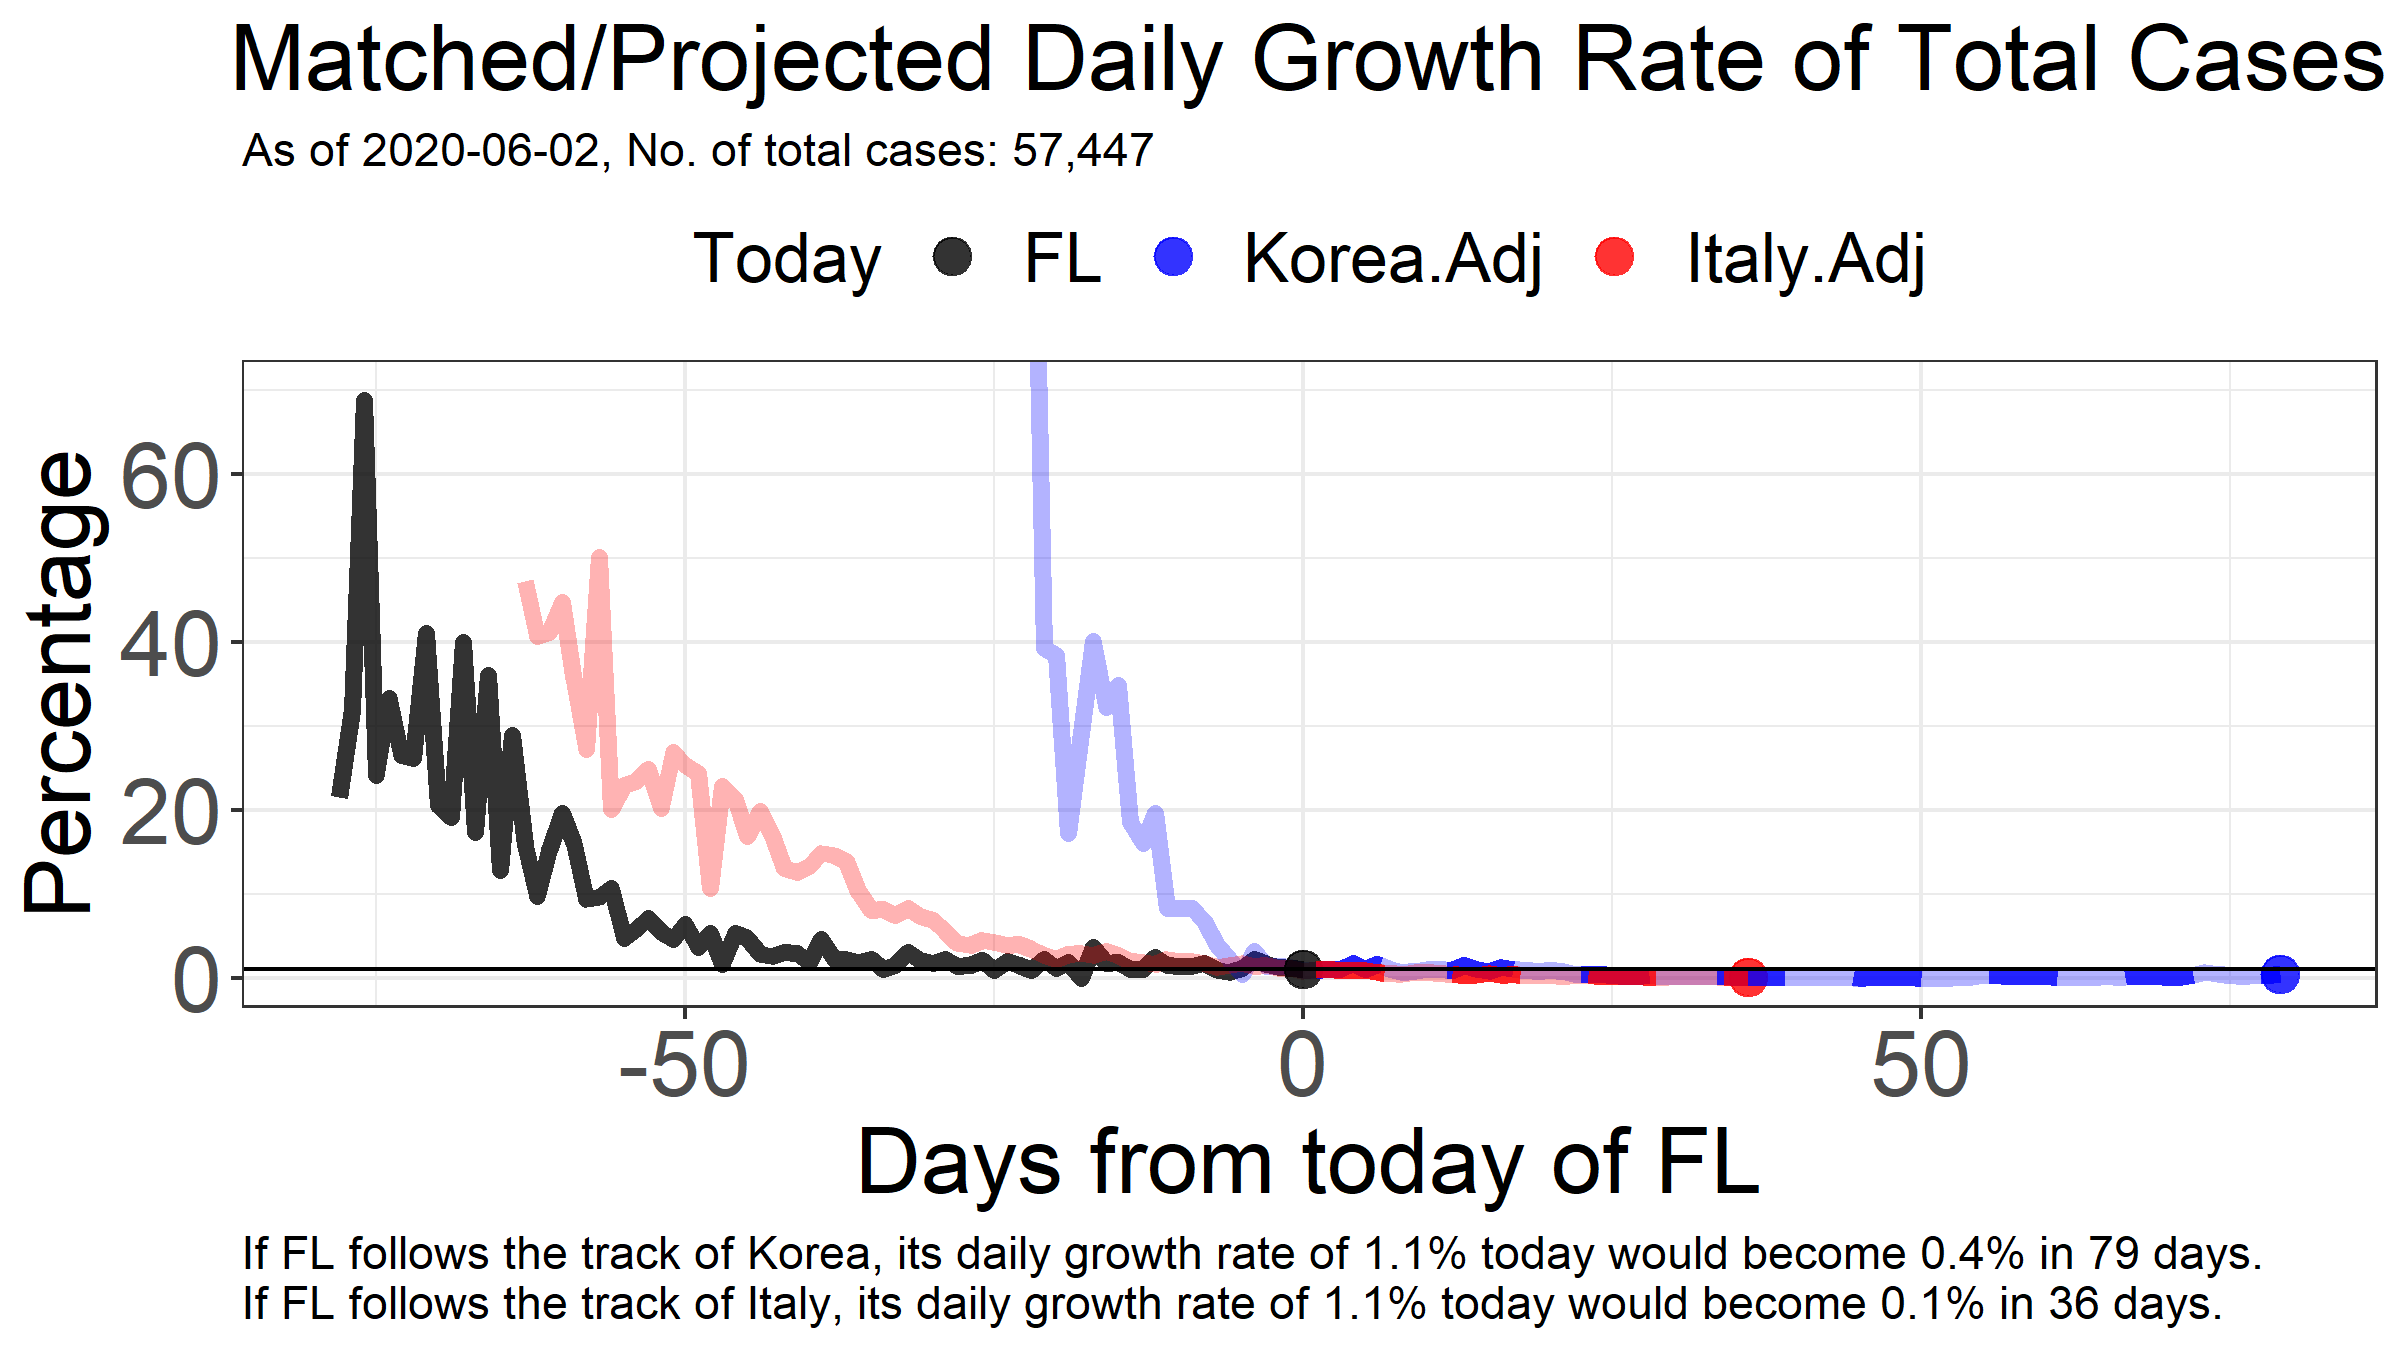 Matched/Projected Daily Growth Rate of Total Cases
As of 2020-06-02, No. of total cases: 57,447
Today FL Korea.Adj Italy.Adj
Percentage
60
40
20
0
-50 0 50
Days from today of FL
If FL follows the track of Korea, its daily growth rate of 1.1% today would become 0.4% in 79 days.
If FL follows the track of Italy, its daily growth rate of 1.1% today would become 0.1% in 36 days.